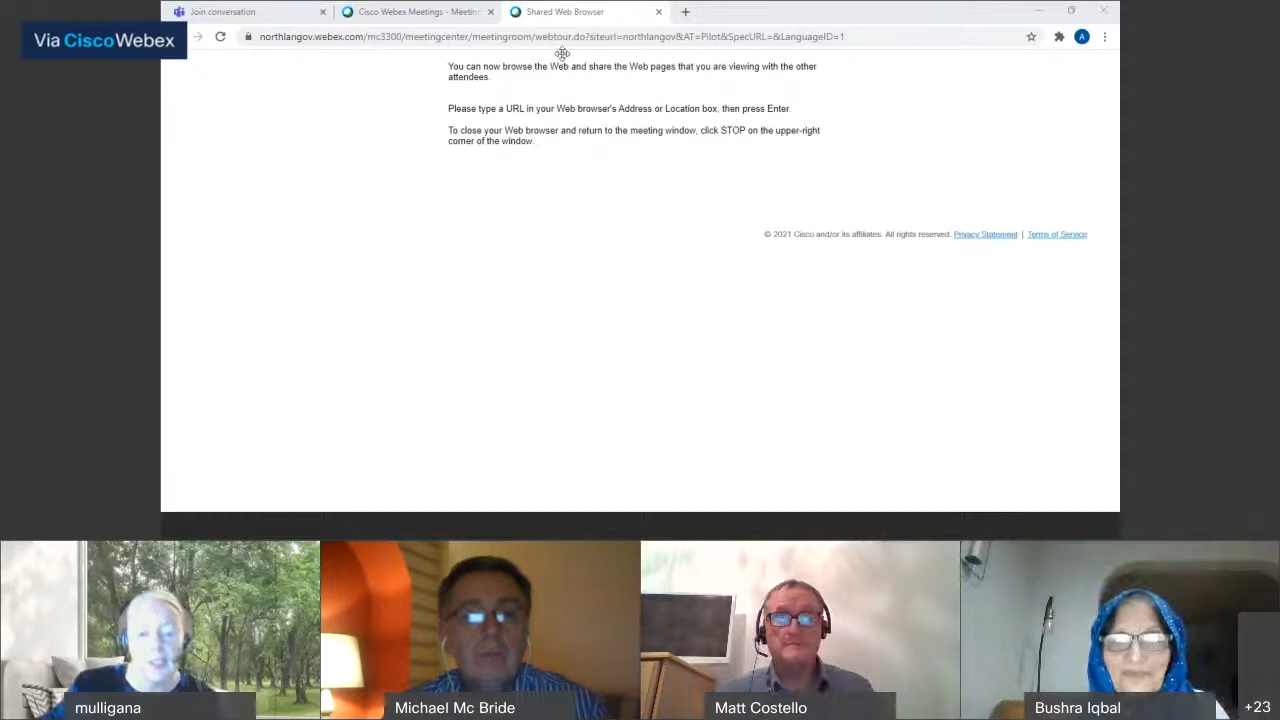 Join conversation
Cisco Webex Meetings - Meetin
Shared Web Browser
Via CiscoWebex
northlangov.webex.com/mc3300/meetingcenter/meetingroom/webtour.do?siteurl=northlangov&AT=Pilot&SpecURL=&LanguageID=1
A
You can now browse the Web and share the Web pages that you are viewing with the other
attendees.
Please type a URL in your Web browser's Address or Location box, then press Enter.
To close your Web browser and return to the meeting window, click STOP on the upper-right
corner of the window.
© 2021 Cisco and/or its affiliates. All rights reserved. Privacy Statement | Terms of Service
mulligana
Michael Mc Bride
Matt Costello
Bushra Iqbal
+23